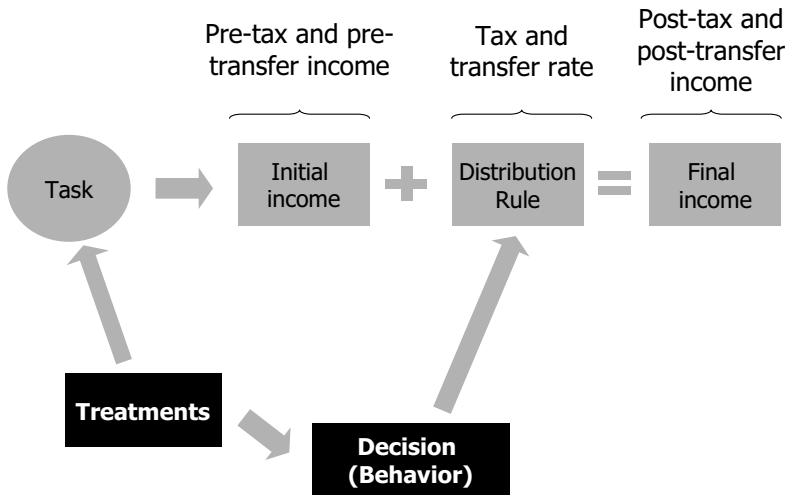 Pre-tax and pre-
transfer income
Tax and
transfer rate
Post-tax and
post-transfer
income
Task
Initial
income
Distribution
Rule
Final
income
Treatments
Decision
(Behavior)